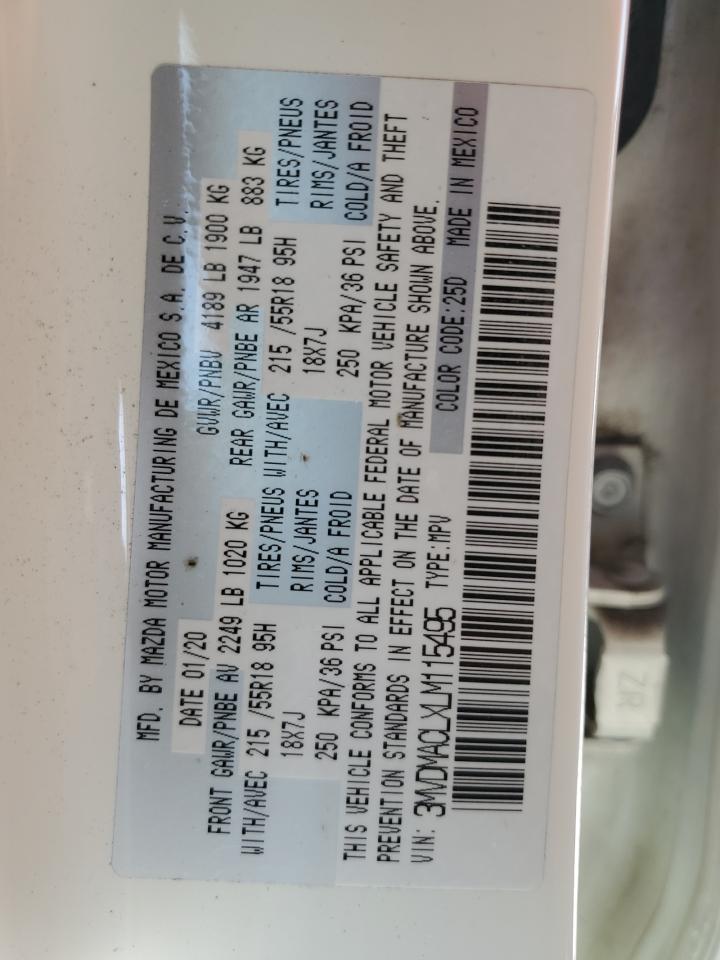 MFD. BY MAZDA MOTOR MANUFACTURING DE MEXICO S.A. DE C.V.
DATE 01/20
GVWR/PNBV 4189 LB 1900 KG
FRONT GAWR/PNBE AV 2249 LB 1020 KG
REAR GAWR/PNBE AR 1947 LB 883 KG
WITH/AVEC 215 /55R18 95H TIRES/PNEUS WITH/AVEC 215 /55R18 95H TIRES/PNEUS
18X7J RIMS/JANTES 18X7J RIMS/JANTES
250 KPA/36 PSI COLD/A FROID 250 KPA/36 PSI COLD/A FROID
THIS VEHICLE CONFORMS TO ALL APPLICABLE FEDERAL MOTOR VEHICLE SAFETY AND THEFT
PREVENTION STANDARDS IN EFFECT ON THE DATE OF MANUFACTURE SHOWN ABOVE.
VIN: 3MVDMACLXLM115495 TYPE:MPV COLOR CODE:25D MADE IN MEXICO
ZR